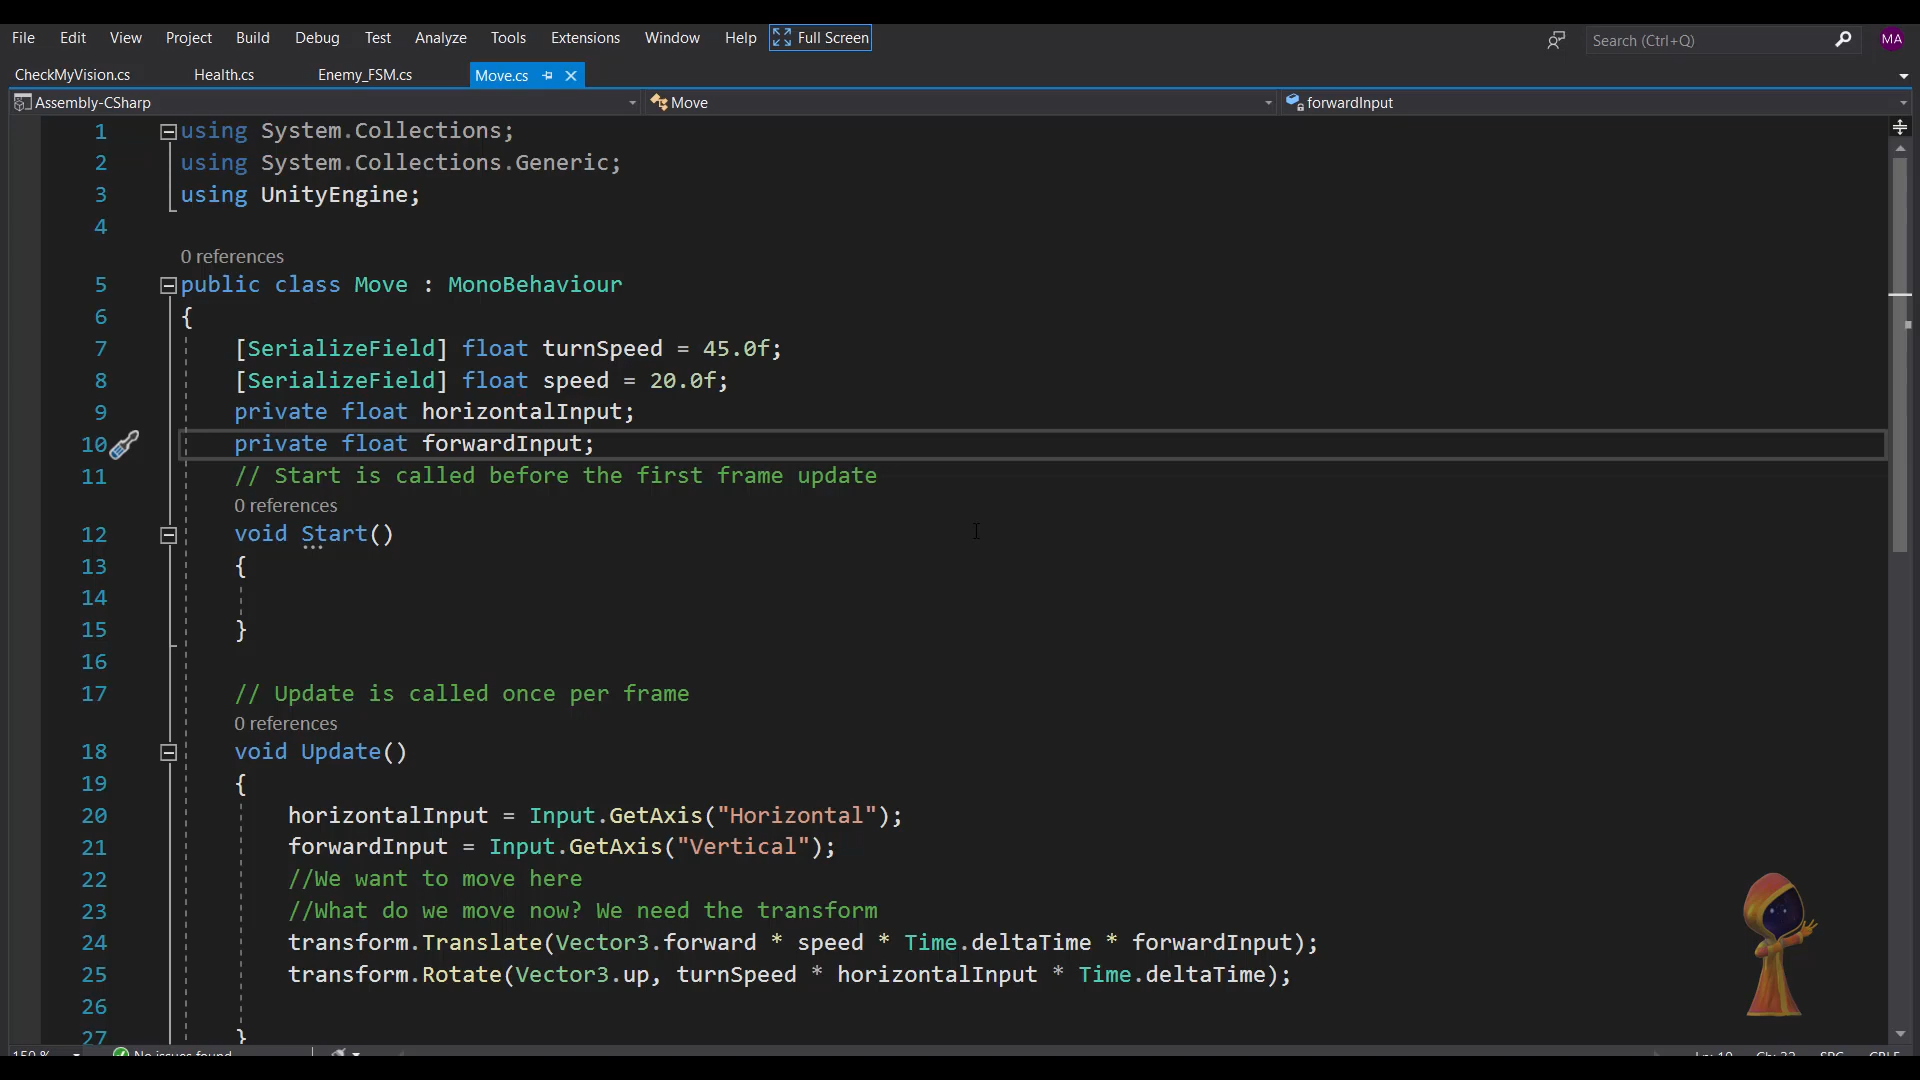 File Edit View Project Build Debug Test Analyze Tools Extensions Window Help Full Screen Search (Ctrl+Q) MA
CheckMyVision.cs Health.cs Enemy_FSM.cs Move.cs
Assembly-CSharp Move forwardInput
1 using System.Collections;
2 using System.Collections.Generic;
3 using UnityEngine;
4
0 references
5 public class Move : MonoBehaviour
6 {
7 [SerializeField] float turnSpeed = 45.0f;
8 [SerializeField] float speed = 20.0f;
9 private float horizontalInput;
10 private float forwardInput;
11 // Start is called before the first frame update
0 references
12 void Start()
13 {
14
15 }
16
17 // Update is called once per frame
0 references
18 void Update()
19 {
20 horizontalInput = Input.GetAxis("Horizontal");
21 forwardInput = Input.GetAxis("Vertical");
22 //We want to move here
23 //What do we move now? We need the transform
24 transform.Translate(Vector3.forward * speed * Time.deltaTime * forwardInput);
25 transform.Rotate(Vector3.up, turnSpeed * horizontalInput * Time.deltaTime);
26
27 }
150 % No issues found